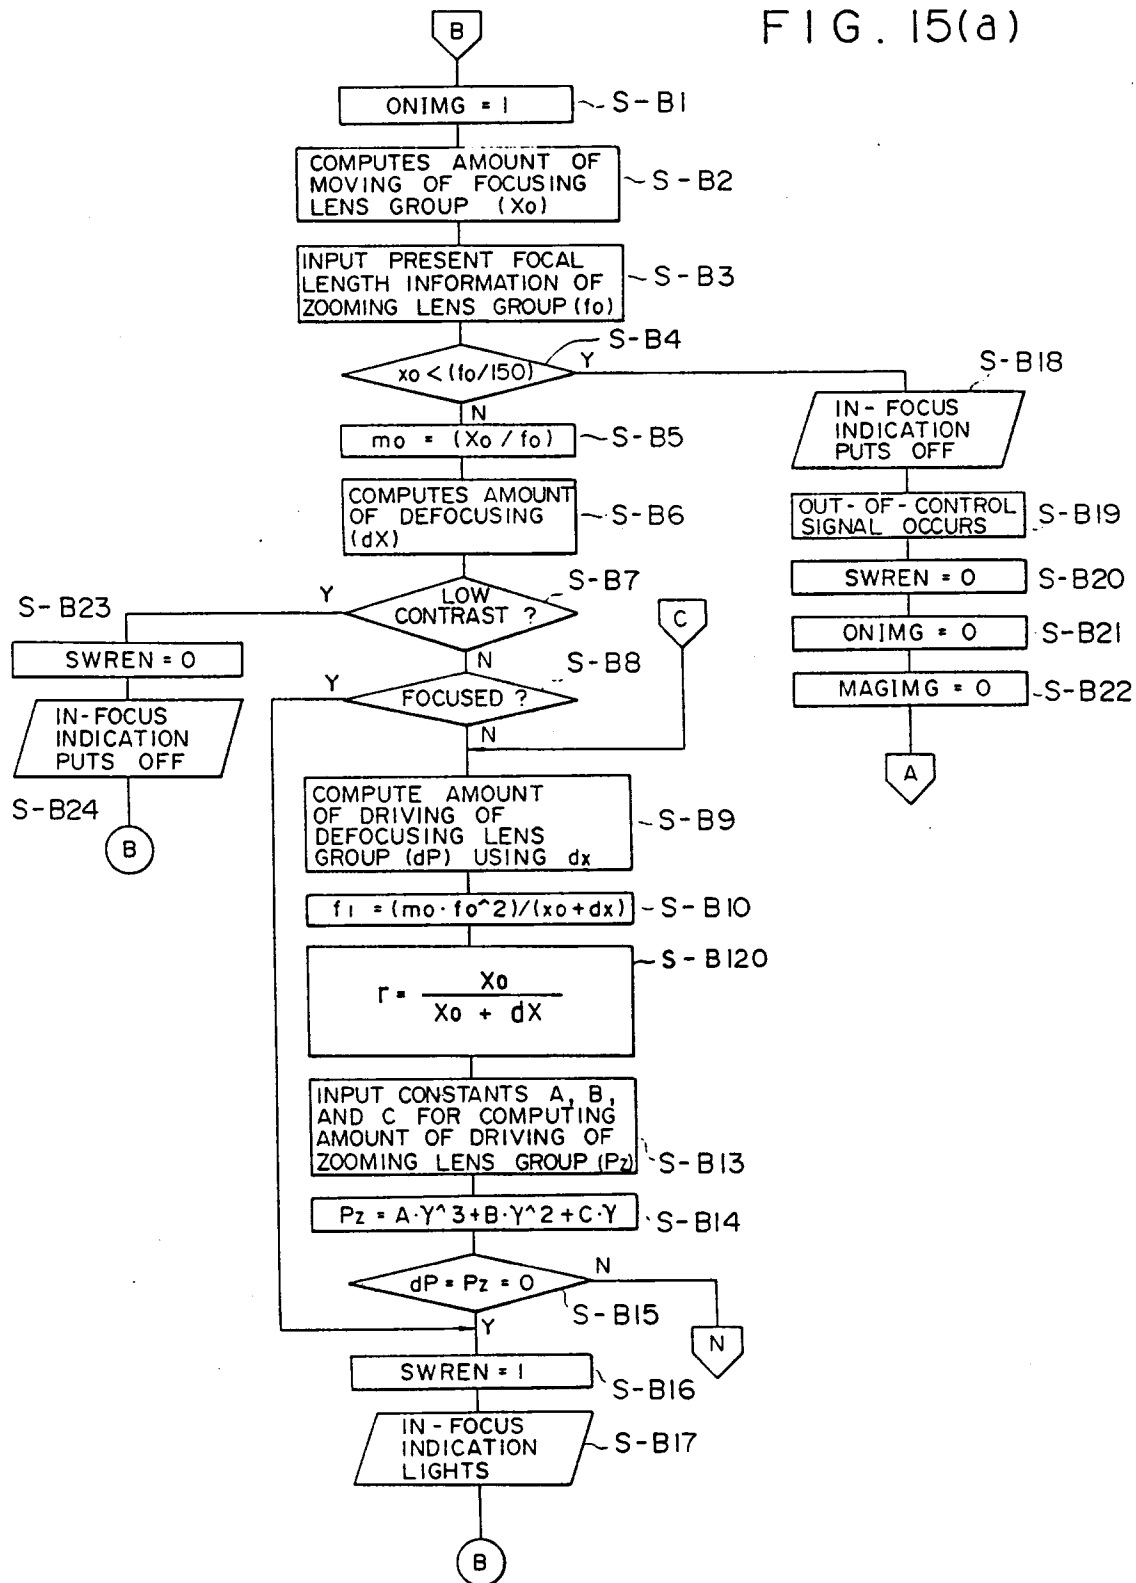 FIG. 15(a)
B
ONIMG = 1
S-B1
COMPUTES AMOUNT OF
MOVING OF FOCUSING
LENS GROUP (Xo)
S-B2
INPUT PRESENT FOCAL
LENGTH INFORMATION OF
ZOOMING LENS GROUP (fo)
S-B3
xo < (fo/150)
S-B4
Y
N
mo = (Xo / fo)
S-B5
COMPUTES AMOUNT
OF DEFOCUSING
(dX)
S-B6
LOW
CONTRAST ?
S-B7
Y
N
FOCUSED ?
S-B8
Y
N
C
S-B23
SWREN = 0
IN-FOCUS
INDICATION
PUTS OFF
S-B24
B
S-B18
IN-FOCUS
INDICATION
PUTS OFF
OUT-OF-CONTROL
SIGNAL OCCURS
S-B19
SWREN = 0
S-B20
ONIMG = 0
S-B21
MAGIMG = 0
S-B22
A
COMPUTE AMOUNT
OF DRIVING OF
DEFOCUSING LENS
GROUP (dP) USING dx
S-B9
f1 = (mo·fo^2)/(xo+dx)
S-B10
S-B120
r = Xo / Xo + dX
INPUT CONSTANTS A, B,
AND C FOR COMPUTING
AMOUNT OF DRIVING OF
ZOOMING LENS GROUP (Pz)
S-B13
Pz = A·γ^3+B·γ^2+C·γ
S-B14
dP = Pz = 0
S-B15
N
Y
N
SWREN = 1
S-B16
IN-FOCUS
INDICATION
LIGHTS
S-B17
B